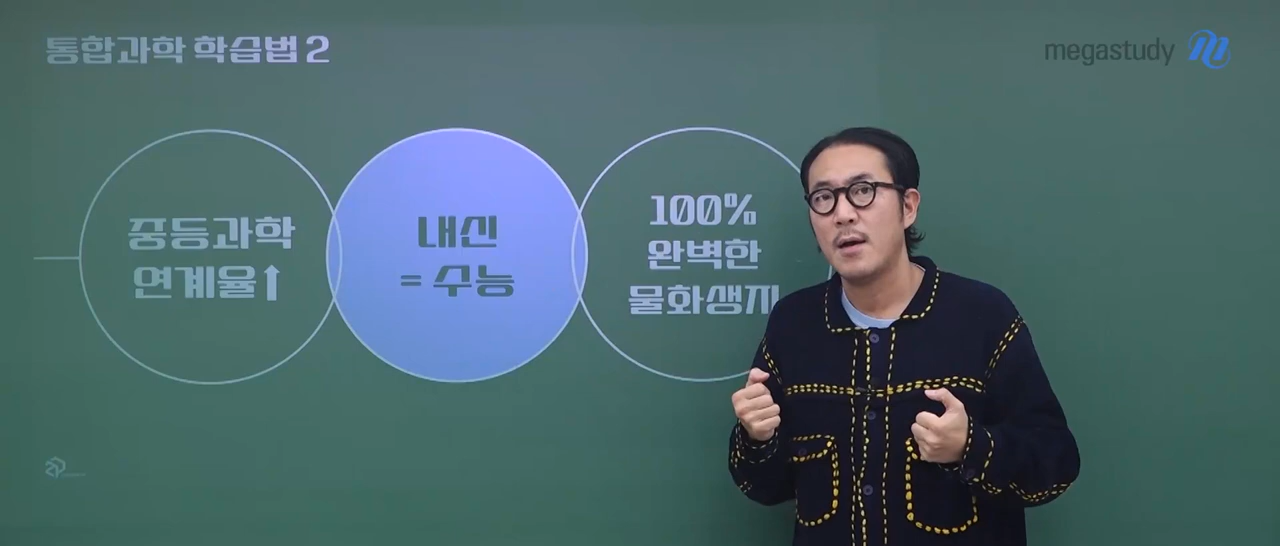 통합과학 학습법 2
megastudy
중등과학
연계율↑
내신
= 수능
100%
완벽한
물화생지